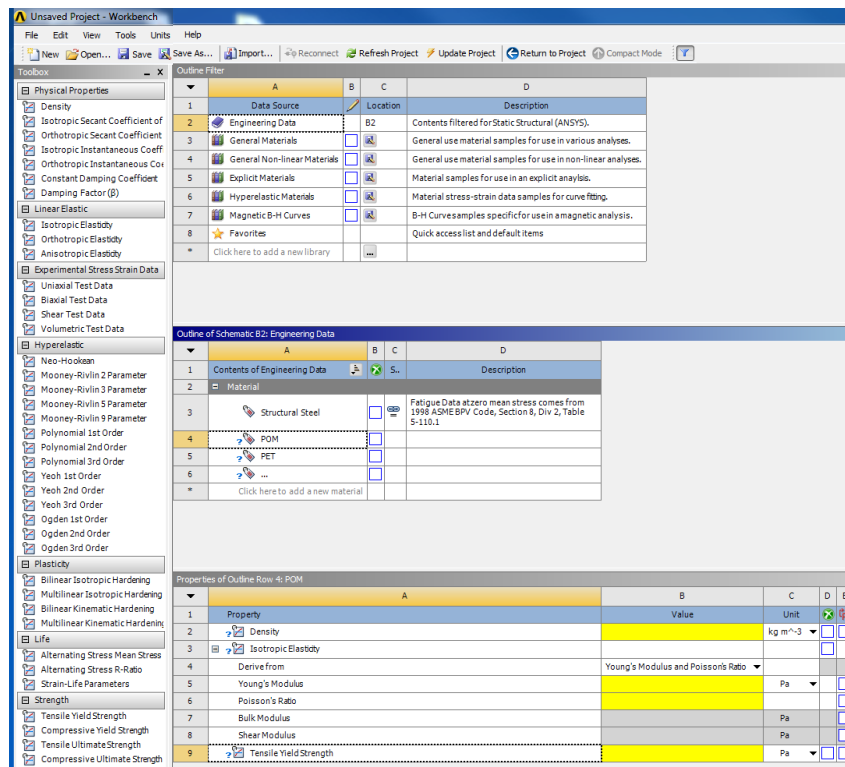 Unsaved Project - Workbench
File Edit View Tools Units Help
New Open... Save Save As... Import... Reconnect Refresh Project Update Project Return to Project Compact Mode
Toolbox
Physical Properties
Density
Isotropic Secant Coefficient of
Orthotropic Secant Coefficient
Isotropic Instantaneous Coeff
Orthotropic Instantaneous Coe
Constant Damping Coefficient
Damping Factor (β)
Linear Elastic
Isotropic Elasticity
Orthotropic Elasticity
Anisotropic Elasticity
Experimental Stress Strain Data
Uniaxial Test Data
Biaxial Test Data
Shear Test Data
Volumetric Test Data
Hyperelastic
Neo-Hookean
Mooney-Rivlin 2 Parameter
Mooney-Rivlin 3 Parameter
Mooney-Rivlin 5 Parameter
Mooney-Rivlin 9 Parameter
Polynomial 1st Order
Polynomial 2nd Order
Polynomial 3rd Order
Yeoh 1st Order
Yeoh 2nd Order
Yeoh 3rd Order
Ogden 1st Order
Ogden 2nd Order
Ogden 3rd Order
Plasticity
Bilinear Isotropic Hardening
Multilinear Isotropic Hardening
Bilinear Kinematic Hardening
Multilinear Kinematic Hardening
Life
Alternating Stress Mean Stress
Alternating Stress R-Ratio
Strain-Life Parameters
Strength
Tensile Yield Strength
Compressive Yield Strength
Tensile Ultimate Strength
Compressive Ultimate Strength
Outline Filter
A B C D
1 Data Source Location Description
2 Engineering Data B2 Contents filtered for Static Structural (ANSYS).
3 General Materials General use material samples for use in various analyses.
4 General Non-linear Materials General use material samples for use in non-linear analyses.
5 Explicit Materials Material samples for use in an explicit anaylsis.
6 Hyperelastic Materials Material stress-strain data samples for curve fitting.
7 Magnetic B-H Curves B-H Curve samples specific for use in a magnetic analysis.
8 Favorites Quick access list and default items
* Click here to add a new library ...
Outline of Schematic B2: Engineering Data
A B C D
1 Contents of Engineering Data S.. Description
2 Material
3 Structural Steel Fatigue Data at zero mean stress comes from
1998 ASME BPV Code, Section 8, Div 2, Table
5-110.1
4 ? POM
5 ? PET
6 ? ...
* Click here to add a new material
Properties of Outline Row 4: POM
A B C D E
1 Property Value Unit
2 ? Density kg m^-3
3 ? Isotropic Elasticity
4 Derive from Young's Modulus and Poisson's Ratio
5 Young's Modulus Pa
6 Poisson's Ratio
7 Bulk Modulus Pa
8 Shear Modulus Pa
9 ? Tensile Yield Strength Pa